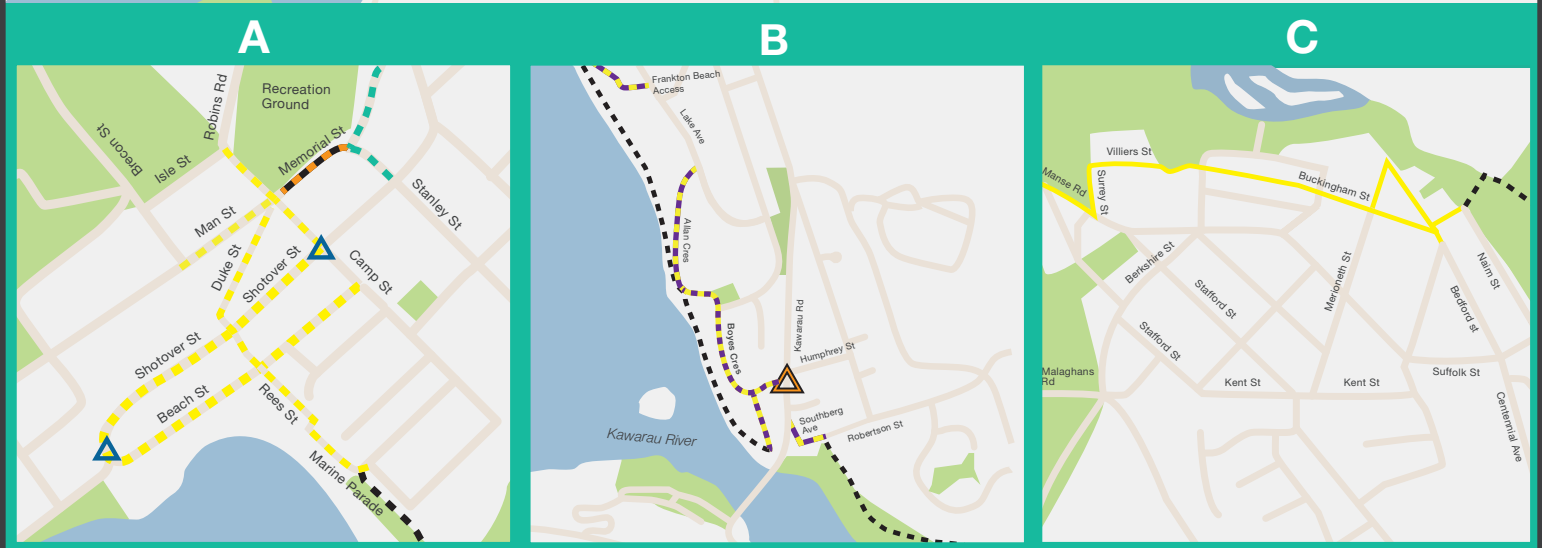 A
B
C
Robins Rd
Recreation
Ground
Brecon St
Isle St
Memorial St
Man St
Stanley St
Duke St
Shotover St
Camp St
Shotover St
Beach St
Rees St
Marine Parade
Frankton Beach
Access
Lake Ave
Allan Cres
Boyes Cres
Kawarau Rd
Humphrey St
Southberg
Ave
Robertson St
Kawarau River
Villiers St
Manse Rd
Surrey St
Buckingham St
Berkshire St
Stafford St
Merioneth St
Nairn St
Bedford st
Stafford St
Malaghans
Rd
Kent St
Kent St
Suffolk St
Centennial Ave